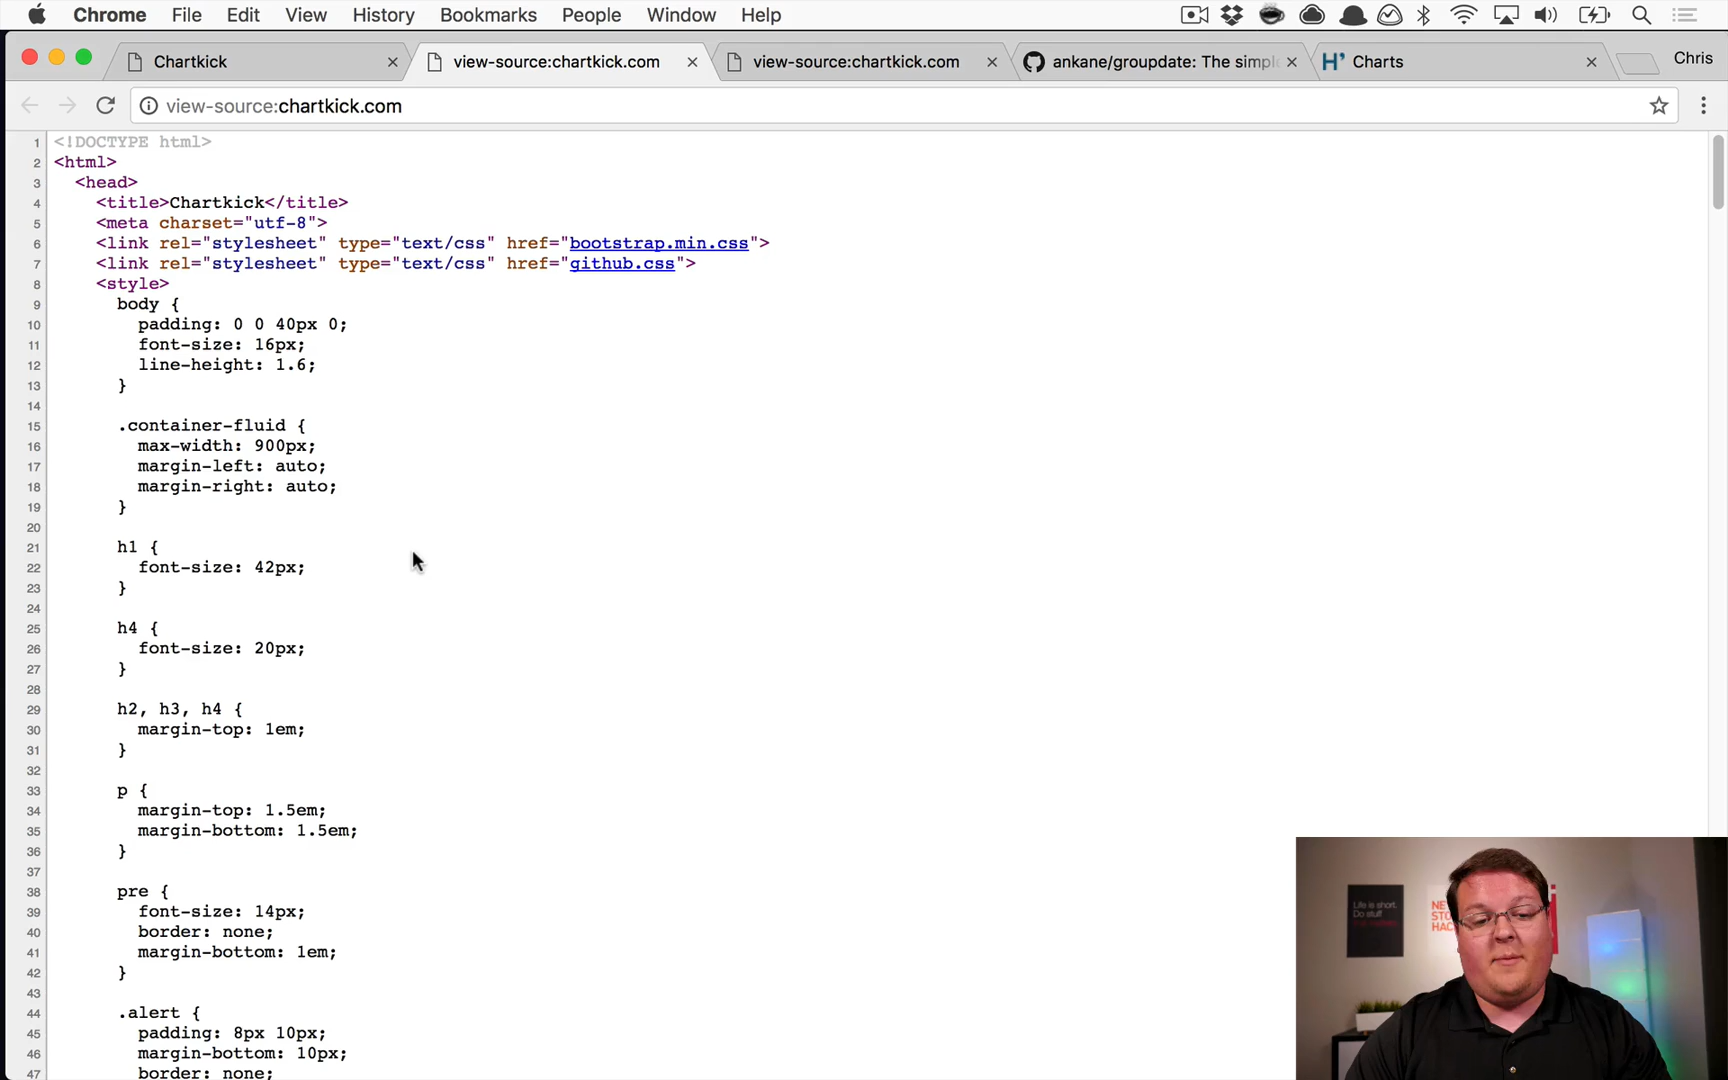 Chrome File Edit View History Bookmarks People Window Help
Chartkick view-source:chartkick.com view-source:chartkick.com ankane/groupdate: The simpl H' Charts Chris
view-source:chartkick.com
1 <!DOCTYPE html>
2 <html>
3 <head>
4 <title>Chartkick</title>
5 <meta charset="utf-8">
6 <link rel="stylesheet" type="text/css" href="bootstrap.min.css">
7 <link rel="stylesheet" type="text/css" href="github.css">
8 <style>
9 body {
10 padding: 0 0 40px 0;
11 font-size: 16px;
12 line-height: 1.6;
13 }
14
15 .container-fluid {
16 max-width: 900px;
17 margin-left: auto;
18 margin-right: auto;
19 }
20
21 h1 {
22 font-size: 42px;
23 }
24
25 h4 {
26 font-size: 20px;
27 }
28
29 h2, h3, h4 {
30 margin-top: 1em;
31 }
32
33 p {
34 margin-top: 1.5em;
35 margin-bottom: 1.5em;
36 }
37
38 pre {
39 font-size: 14px;
40 border: none;
41 margin-bottom: 1em;
42 }
43
44 .alert {
45 padding: 8px 10px;
46 margin-bottom: 10px;
47 border: none;
Life is short.
Do stuff
NE
STO
HAC